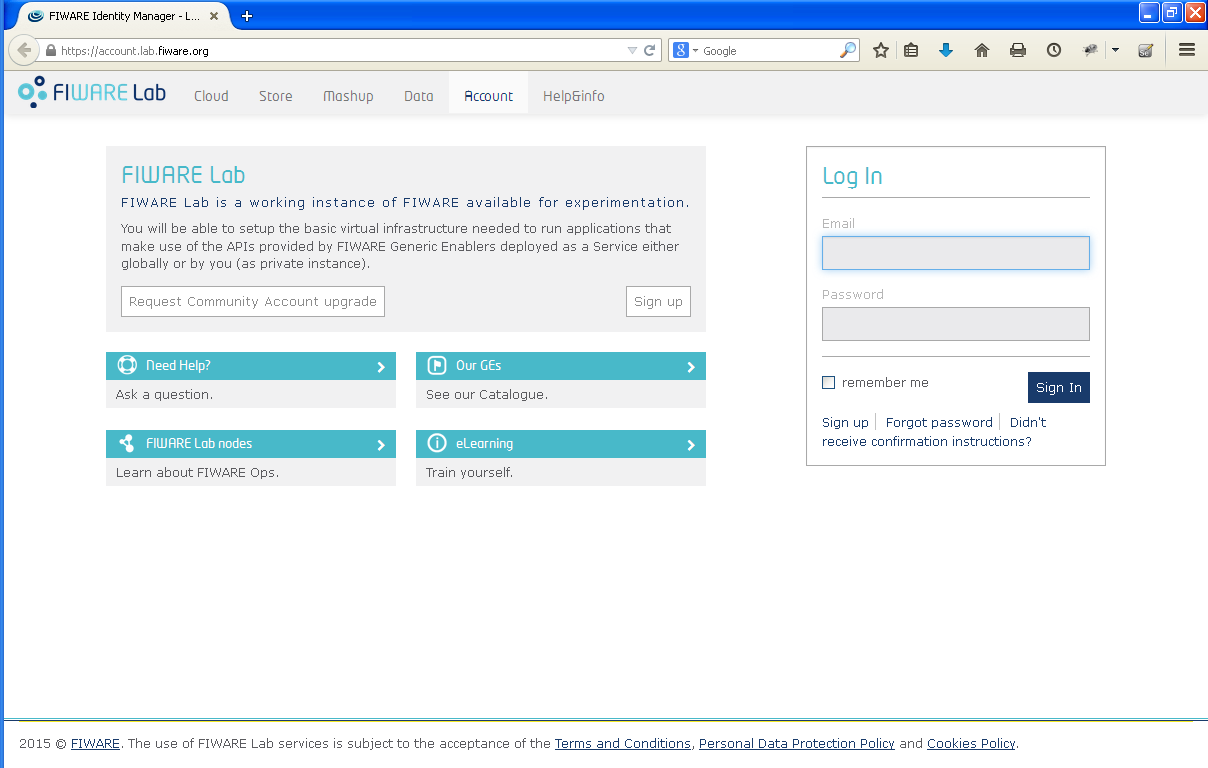 FIWARE Identity Manager - L...
https://account.lab.fiware.org
Google
FIWARE Lab
Cloud Store Mashup Data Account Help&info
FIWARE Lab
FIWARE Lab is a working instance of FIWARE available for experimentation.
You will be able to setup the basic virtual infrastructure needed to run applications that
make use of the APIs provided by FIWARE Generic Enablers deployed as a Service either
globally or by you (as private instance).
Request Community Account upgrade
Sign up
Need Help?
Ask a question.
Our GEs
See our Catalogue.
FIWARE Lab nodes
Learn about FIWARE Ops.
eLearning
Train yourself.
Log In
Email
Password
remember me
Sign In
Sign up Forgot password Didn't
receive confirmation instructions?
2015 © FIWARE. The use of FIWARE Lab services is subject to the acceptance of the Terms and Conditions, Personal Data Protection Policy and Cookies Policy.